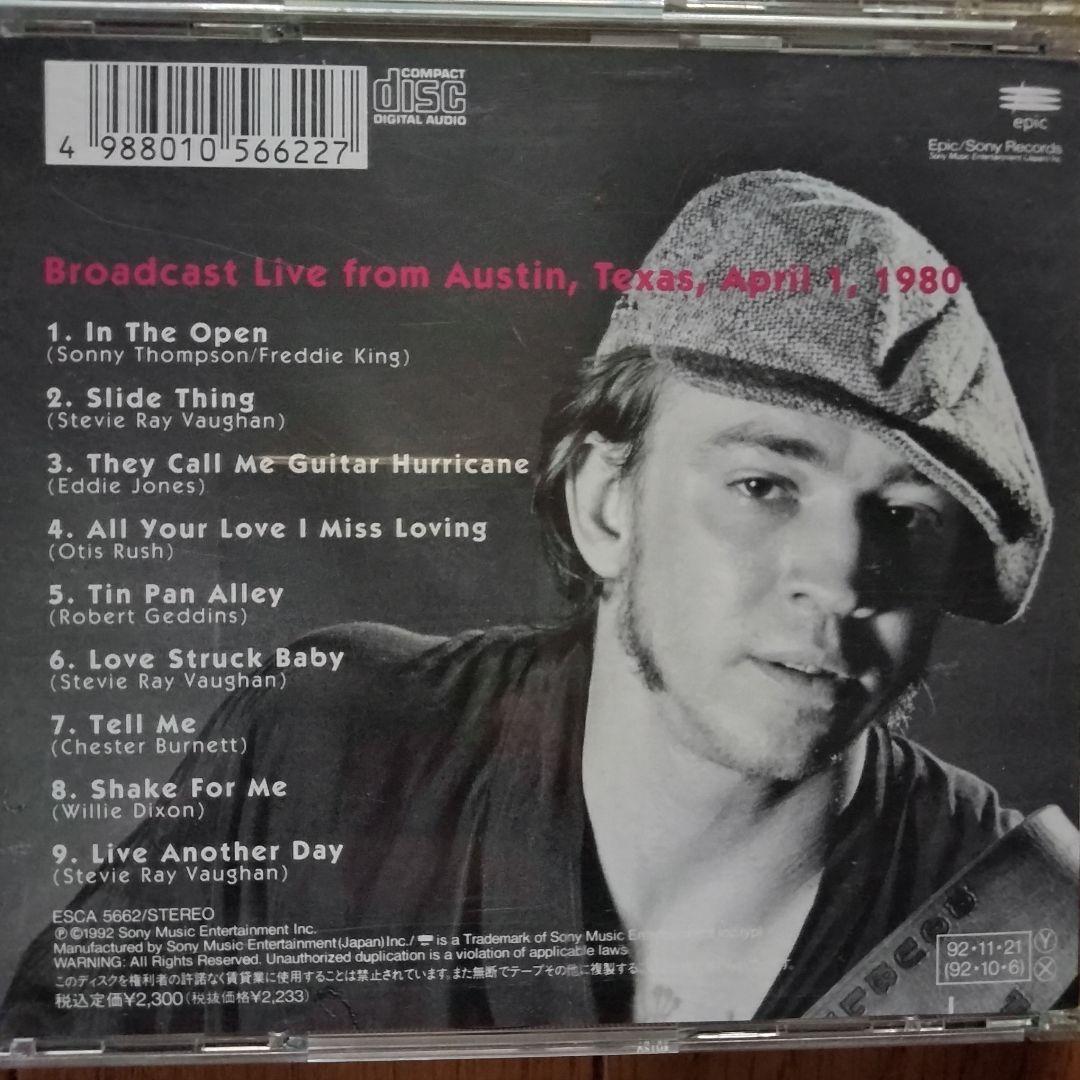 COMPACT
disc
DIGITAL AUDIO
4 988010 566227
epic
Epic/Sony Records
Sony Music Entertainment (Japan) Inc.
Broadcast Live from Austin, Texas, April 1, 1980
1. In The Open
(Sonny Thompson/Freddie King)
2. Slide Thing
(Stevie Ray Vaughan)
3. They Call Me Guitar Hurricane
(Eddie Jones)
4. All Your Love I Miss Loving
(Otis Rush)
5. Tin Pan Alley
(Robert Geddins)
6. Love Struck Baby
(Stevie Ray Vaughan)
7. Tell Me
(Chester Burnett)
8. Shake For Me
(Willie Dixon)
9. Live Another Day
(Stevie Ray Vaughan)
ESCA 5662/STEREO
Ⓟ©1992 Sony Music Entertainment Inc.
Manufactured by Sony Music Entertainment (Japan) Inc./ is a Trademark of Sony Music
WARNING: All Rights Reserved. Unauthorized duplication is a violation of applicable laws
このディスクを権利者の許諾なく賃貸業に使用することは禁止されています。また無断でテープその他に複製する
税込定価¥2,300(税抜価格¥2,233)
92・11・21 Y
(92・10・6) X